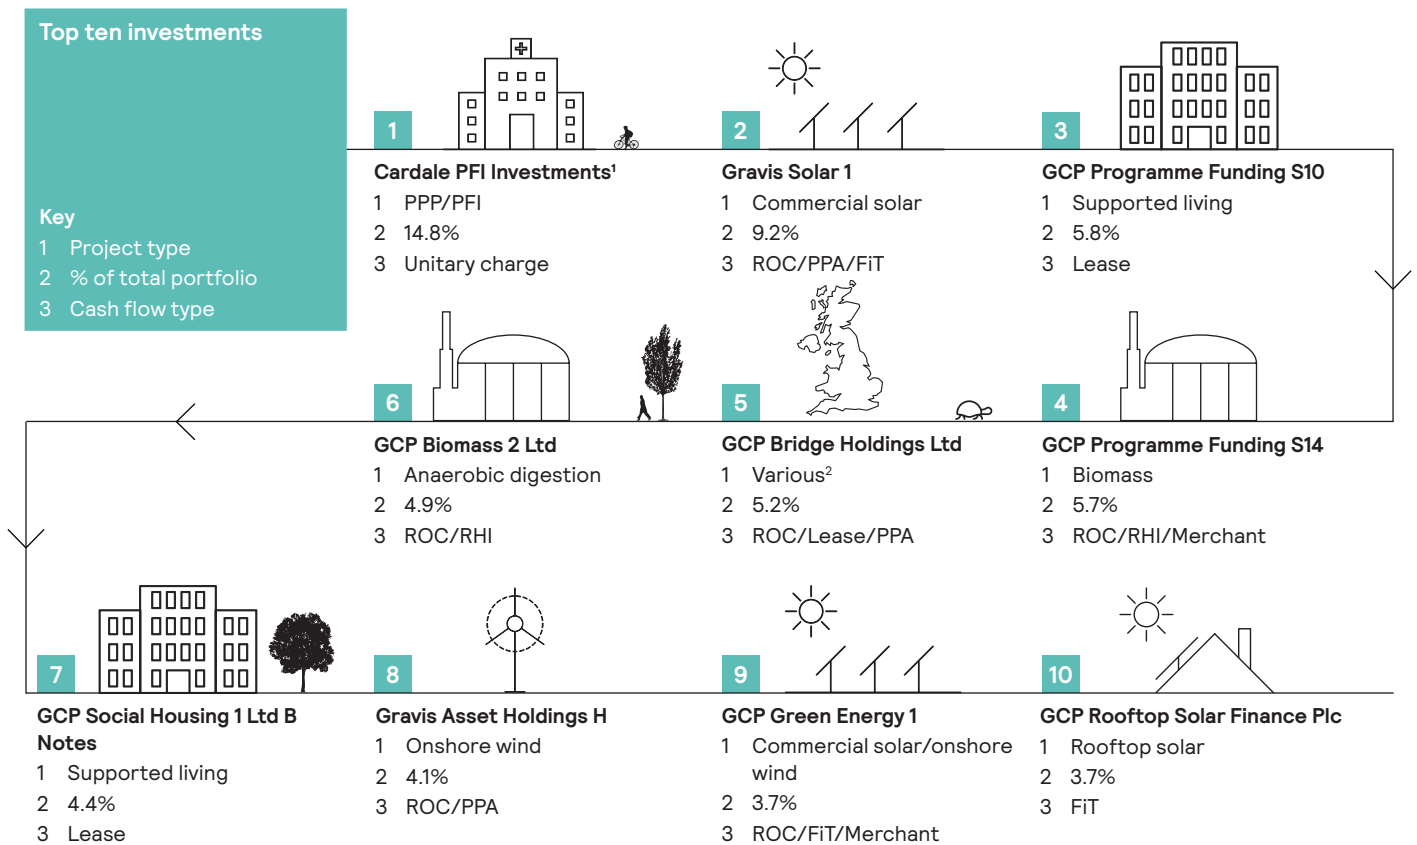 Top ten investments
Key
1 Project type
2 % of total portfolio
3 Cash flow type
1
Cardale PFI Investments¹
1 PPP/PFI
2 14.8%
3 Unitary charge
2
Gravis Solar 1
1 Commercial solar
2 9.2%
3 ROC/PPA/FiT
3
GCP Programme Funding S10
1 Supported living
2 5.8%
3 Lease
4
GCP Programme Funding S14
1 Biomass
2 5.7%
3 ROC/RHI/Merchant
5
GCP Bridge Holdings Ltd
1 Various²
2 5.2%
3 ROC/Lease/PPA
6
GCP Biomass 2 Ltd
1 Anaerobic digestion
2 4.9%
3 ROC/RHI
7
GCP Social Housing 1 Ltd B
Notes
1 Supported living
2 4.4%
3 Lease
8
Gravis Asset Holdings H
1 Onshore wind
2 4.1%
3 ROC/PPA
9
GCP Green Energy 1
1 Commercial solar/onshore
wind
2 3.7%
3 ROC/FiT/Merchant
10
GCP Rooftop Solar Finance Plc
1 Rooftop solar
2 3.7%
3 FiT